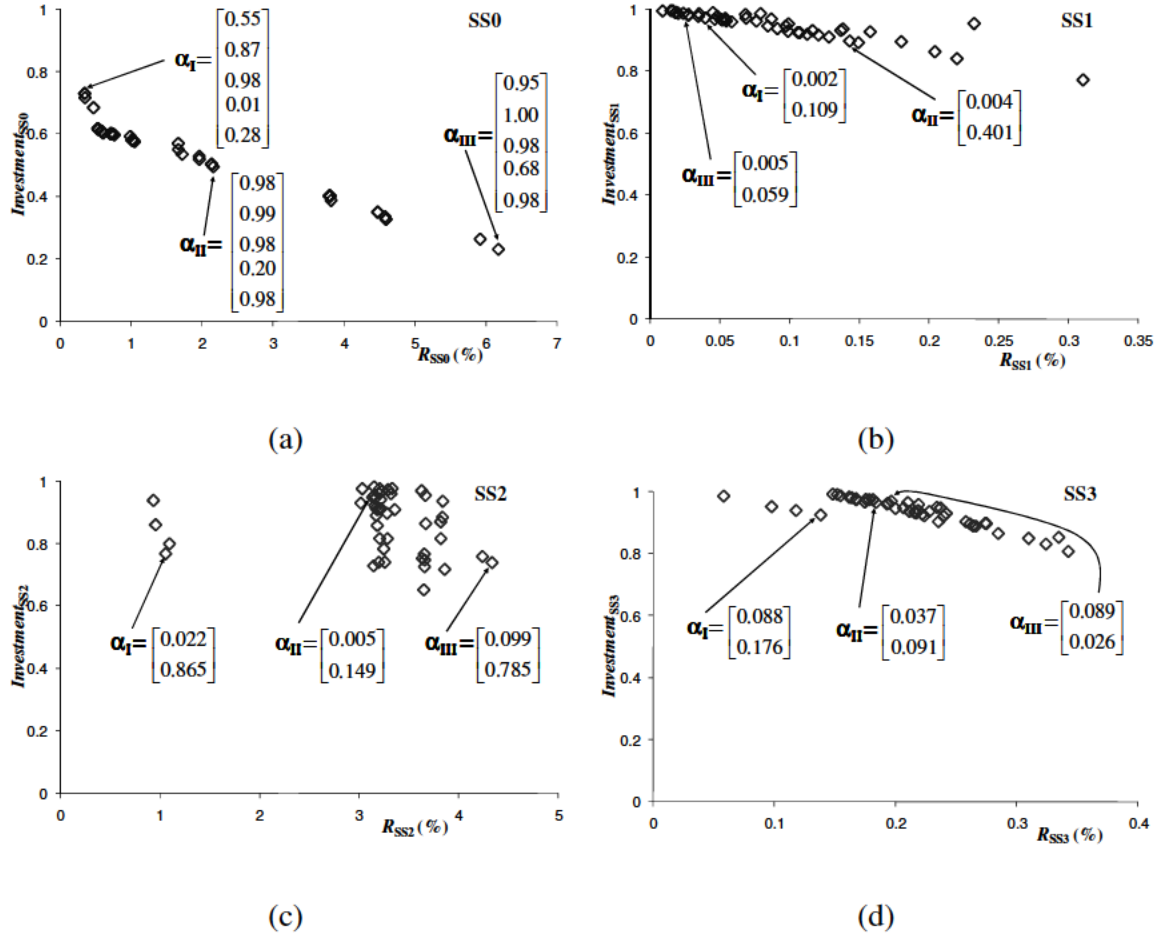 SS0
Investment_SS0
1
0.8
0.6
0.4
0.2
0
0 1 2 3 4 5 6 7
R_SS0 (%)
α_I=
0.55
0.87
0.98
0.01
0.28
α_II=
0.98
0.99
0.98
0.20
0.98
α_III=
0.95
1.00
0.98
0.68
0.98
(a)
SS1
Investment_SS1
1
0.8
0.6
0.4
0.2
0
0 0.05 0.1 0.15 0.2 0.25 0.3 0.35
R_SS1 (%)
α_I=
0.002
0.109
α_II=
0.004
0.401
α_III=
0.005
0.059
(b)
SS2
Investment_SS2
1
0.8
0.6
0.4
0.2
0
0 1 2 3 4 5
R_SS2 (%)
α_I=
0.022
0.865
α_II=
0.005
0.149
α_III=
0.099
0.785
(c)
SS3
Investment_SS3
1
0.8
0.6
0.4
0.2
0
0 0.1 0.2 0.3 0.4
R_SS3 (%)
α_I=
0.088
0.176
α_II=
0.037
0.091
α_III=
0.089
0.026
(d)